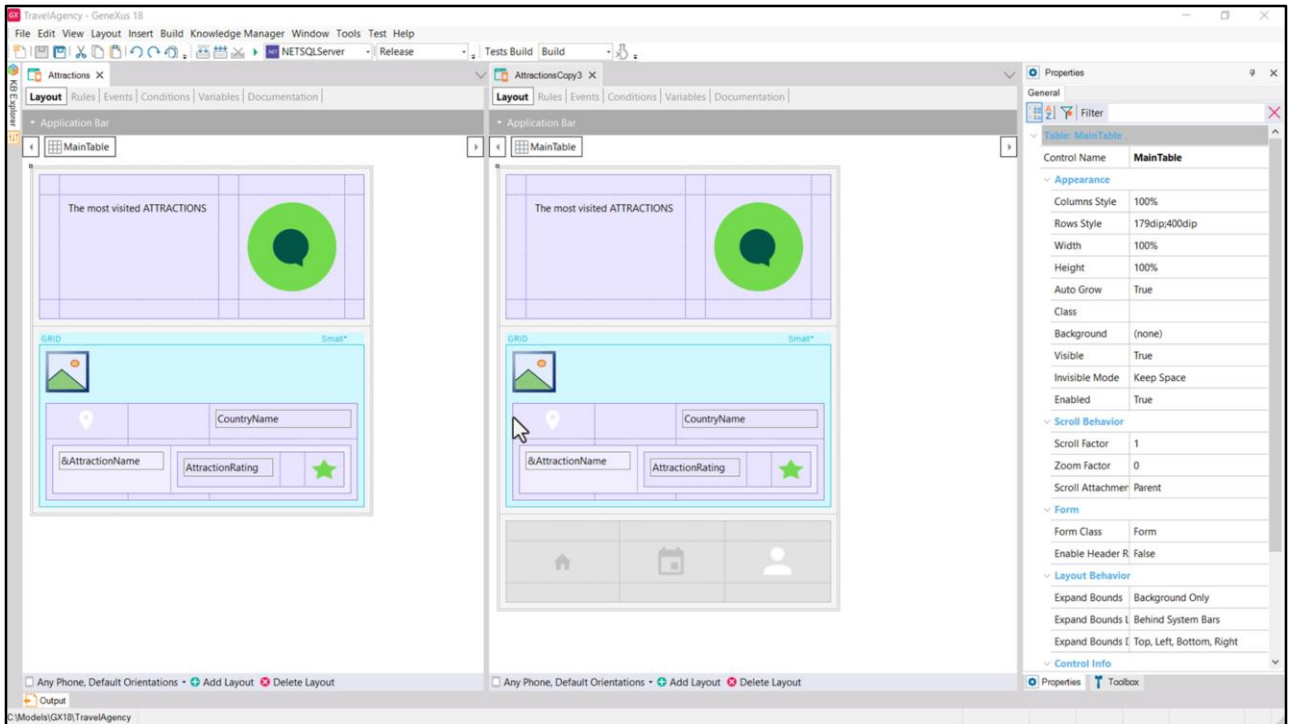 TravelAgency - GeneXus 18
File Edit View Layout Insert Build Knowledge Manager Window Tools Test Help
NETSQLServer Release Tests Build Build
KB Explorer
Attractions X
Layout Rules Events Conditions Variables Documentation
Application Bar
MainTable
The most visited ATTRACTIONS
GRID Small*
CountryName
&AttractionName
AttractionRating
Any Phone, Default Orientations Add Layout Delete Layout
AttractionsCopy3 X
Layout Rules Events Conditions Variables Documentation
Application Bar
MainTable
The most visited ATTRACTIONS
GRID Small*
CountryName
&AttractionName
AttractionRating
Any Phone, Default Orientations Add Layout Delete Layout
Properties
General
Filter
Table: MainTable
Control Name MainTable
Appearance
Columns Style 100%
Rows Style 179dip;400dip
Width 100%
Height 100%
Auto Grow True
Class
Background (none)
Visible True
Invisible Mode Keep Space
Enabled True
Scroll Behavior
Scroll Factor 1
Zoom Factor 0
Scroll Attachmen Parent
Form
Form Class Form
Enable Header R False
Layout Behavior
Expand Bounds Background Only
Expand Bounds L Behind System Bars
Expand Bounds D Top, Left, Bottom, Right
Control Info
Properties Toolbox
Output
C:\Models\GX18\TravelAgency